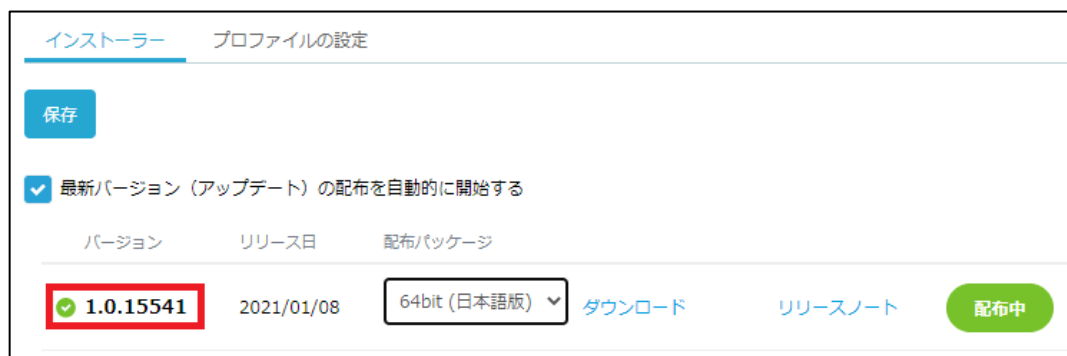 インストーラー プロファイルの設定
保存
最新バージョン（アップデート）の配布を自動的に開始する
バージョン リリース日 配布パッケージ
1.0.15541 2021/01/08 64bit (日本語版) ダウンロード リリースノート 配布中